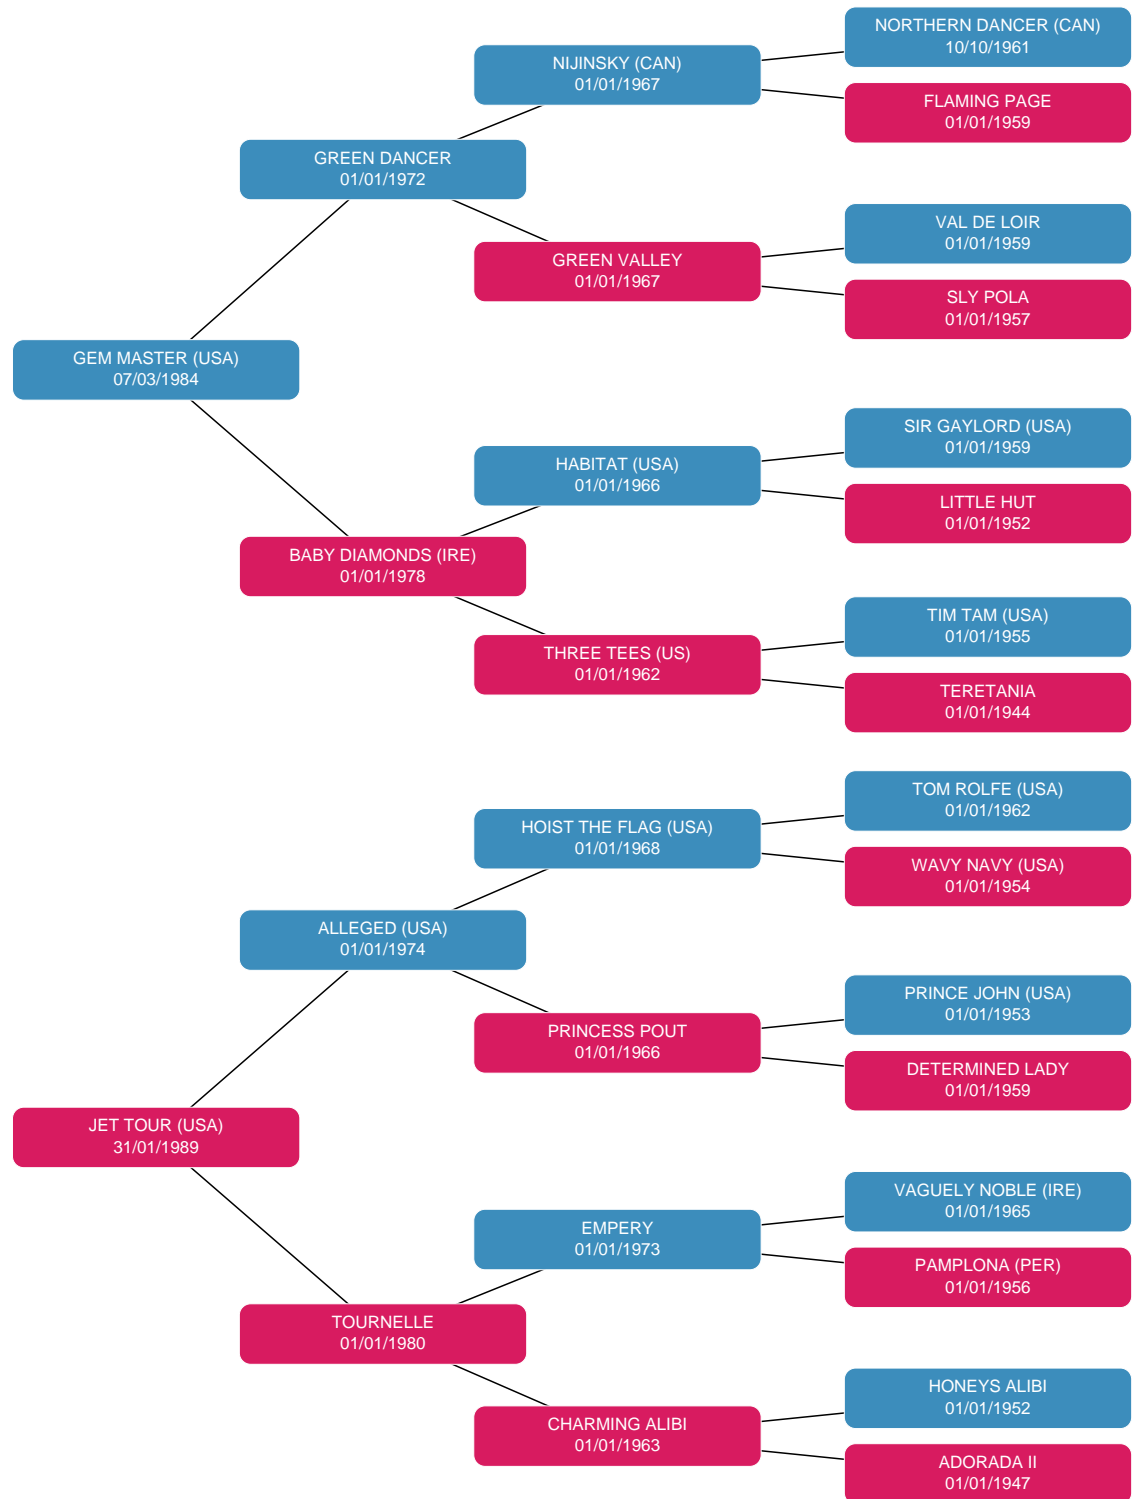 NORTHERN DANCER (CAN)
10/10/1961
NIJINSKY (CAN)
01/01/1967
FLAMING PAGE
01/01/1959
GREEN DANCER
01/01/1972
VAL DE LOIR
01/01/1959
GREEN VALLEY
01/01/1967
SLY POLA
01/01/1957
GEM MASTER (USA)
07/03/1984
SIR GAYLORD (USA)
01/01/1959
HABITAT (USA)
01/01/1966
LITTLE HUT
01/01/1952
BABY DIAMONDS (IRE)
01/01/1978
TIM TAM (USA)
01/01/1955
THREE TEES (US)
01/01/1962
TERETANIA
01/01/1944
TOM ROLFE (USA)
01/01/1962
HOIST THE FLAG (USA)
01/01/1968
WAVY NAVY (USA)
01/01/1954
ALLEGED (USA)
01/01/1974
PRINCE JOHN (USA)
01/01/1953
PRINCESS POUT
01/01/1966
DETERMINED LADY
01/01/1959
JET TOUR (USA)
31/01/1989
VAGUELY NOBLE (IRE)
01/01/1965
EMPERY
01/01/1973
PAMPLONA (PER)
01/01/1956
TOURNELLE
01/01/1980
HONEYS ALIBI
01/01/1952
CHARMING ALIBI
01/01/1963
ADORADA II
01/01/1947